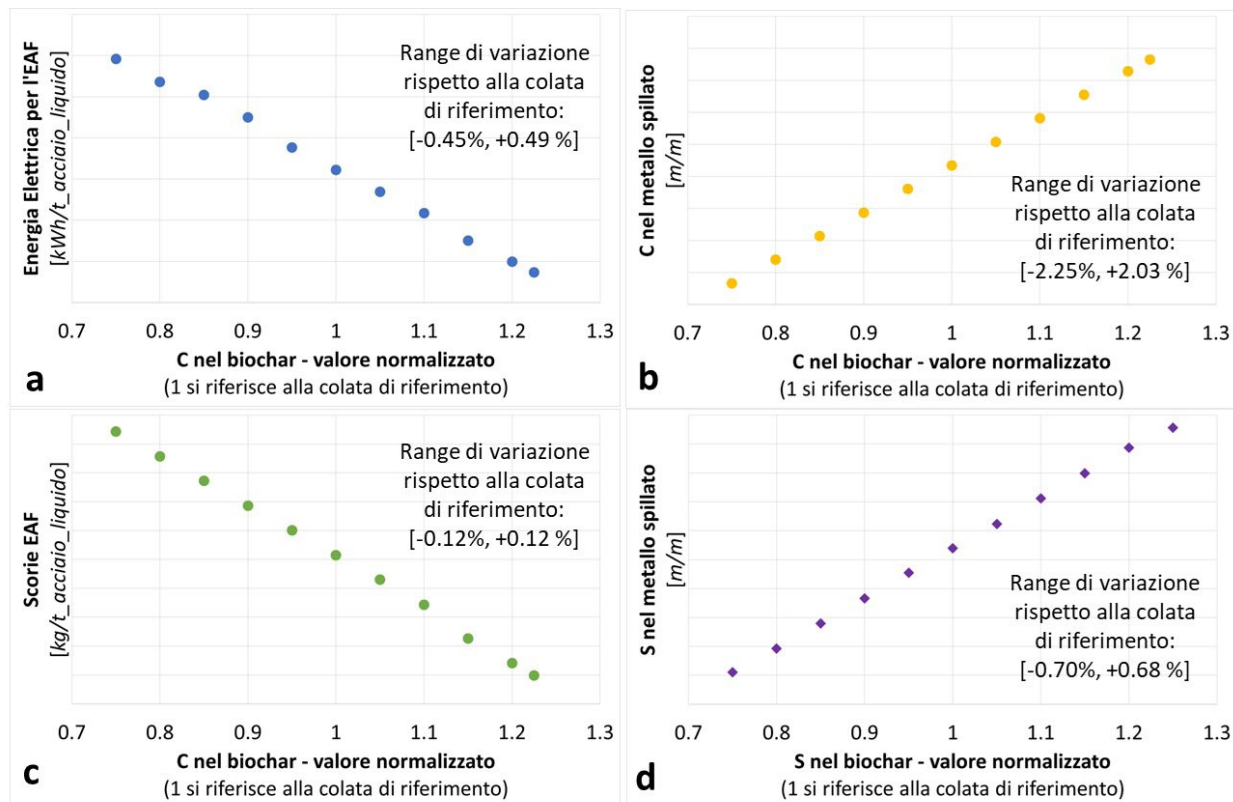 Energia Elettrica per l'EAF
[kWh/t_acciaio_liquido]
Range di variazione
rispetto alla colata
di riferimento:
[-0.45%, +0.49 %]
0.7 0.8 0.9 1 1.1 1.2 1.3
C nel biochar - valore normalizzato
(1 si riferisce alla colata di riferimento)
a
C nel metallo spillato
[m/m]
Range di variazione
rispetto alla colata
di riferimento:
[-2.25%, +2.03 %]
0.7 0.8 0.9 1 1.1 1.2 1.3
C nel biochar - valore normalizzato
(1 si riferisce alla colata di riferimento)
b
Scorie EAF
[kg/t_acciaio_liquido]
Range di variazione
rispetto alla colata
di riferimento:
[-0.12%, +0.12 %]
0.7 0.8 0.9 1 1.1 1.2 1.3
C nel biochar - valore normalizzato
(1 si riferisce alla colata di riferimento)
c
S nel metallo spillato
[m/m]
Range di variazione
rispetto alla colata
di riferimento:
[-0.70%, +0.68 %]
0.7 0.8 0.9 1 1.1 1.2 1.3
S nel biochar - valore normalizzato
(1 si riferisce alla colata di riferimento)
d